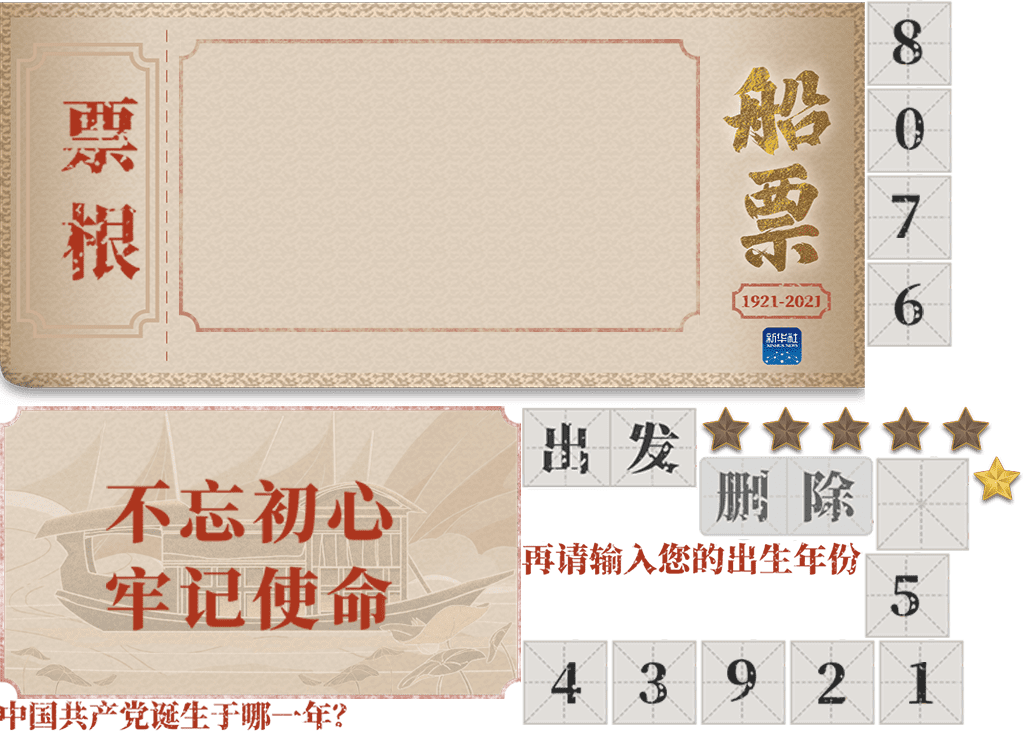 票根
船票
1921-2021
新华社
XINHUA NEWS
8
0
7
6
不忘初心
牢记使命
出发
删除
再请输入您的出生年份
5
4 3 9 2 1
中国共产党诞生于哪一年?